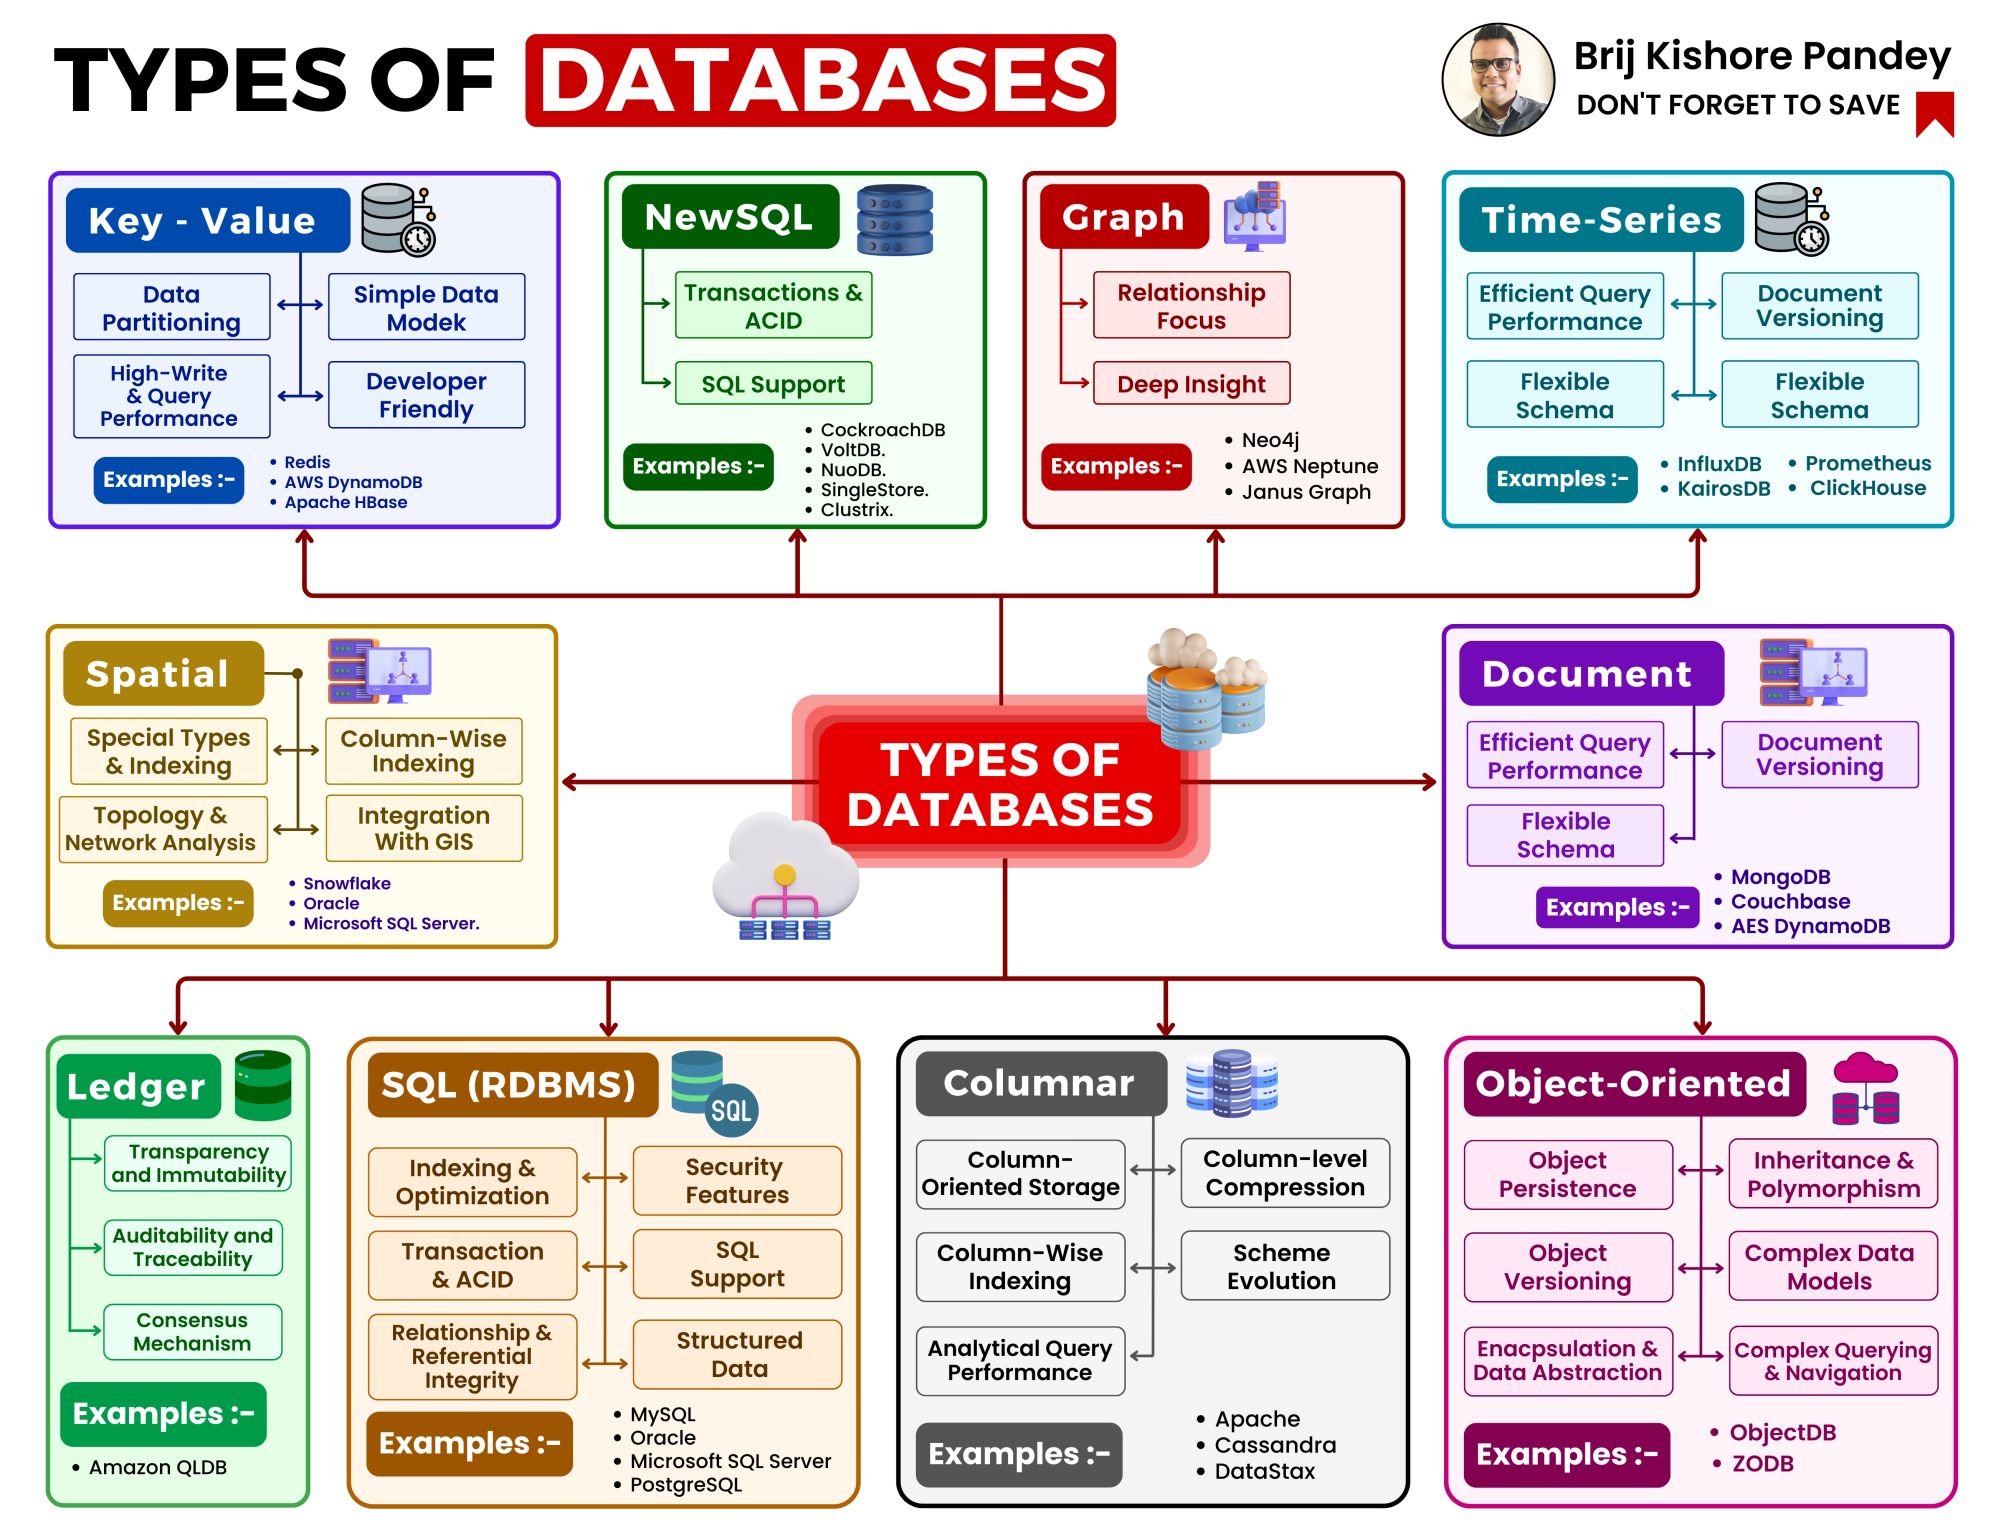 TYPES OF DATABASES
Brij Kishore Pandey
DON'T FORGET TO SAVE
Key - Value
Data
Partitioning
Simple Data
Modek
High-Write
& Query
Performance
Developer
Friendly
Examples :-
• Redis
• AWS DynamoDB
• Apache HBase
NewSQL
Transactions &
ACID
SQL Support
Examples :-
• CockroachDB
• VoltDB.
• NuoDB.
• SingleStore.
• Clustrix.
Graph
Relationship
Focus
Deep Insight
Examples :-
• Neo4j
• AWS Neptune
• Janus Graph
Time-Series
Efficient Query
Performance
Document
Versioning
Flexible
Schema
Flexible
Schema
Examples :-
• InfluxDB
• KairosDB
• Prometheus
• ClickHouse
Spatial
Special Types
& Indexing
Column-Wise
Indexing
Topology &
Network Analysis
Integration
With GIS
Examples :-
• Snowflake
• Oracle
• Microsoft SQL Server.
TYPES OF
DATABASES
Document
Efficient Query
Performance
Document
Versioning
Flexible
Schema
Examples :-
• MongoDB
• Couchbase
• AES DynamoDB
Ledger
Transparency
and Immutability
Auditability and
Traceability
Consensus
Mechanism
Examples :-
• Amazon QLDB
SQL (RDBMS)
SQL
Indexing &
Optimization
Security
Features
Transaction
& ACID
SQL
Support
Relationship &
Referential
Integrity
Structured
Data
Examples :-
• MySQL
• Oracle
• Microsoft SQL Server
• PostgreSQL
Columnar
Column-
Oriented Storage
Column-level
Compression
Column-Wise
Indexing
Scheme
Evolution
Analytical Query
Performance
Examples :-
• Apache
• Cassandra
• DataStax
Object-Oriented
Object
Persistence
Inheritance &
Polymorphism
Object
Versioning
Complex Data
Models
Enacpsulation &
Data Abstraction
Complex Querying
& Navigation
Examples :-
• ObjectDB
• ZODB